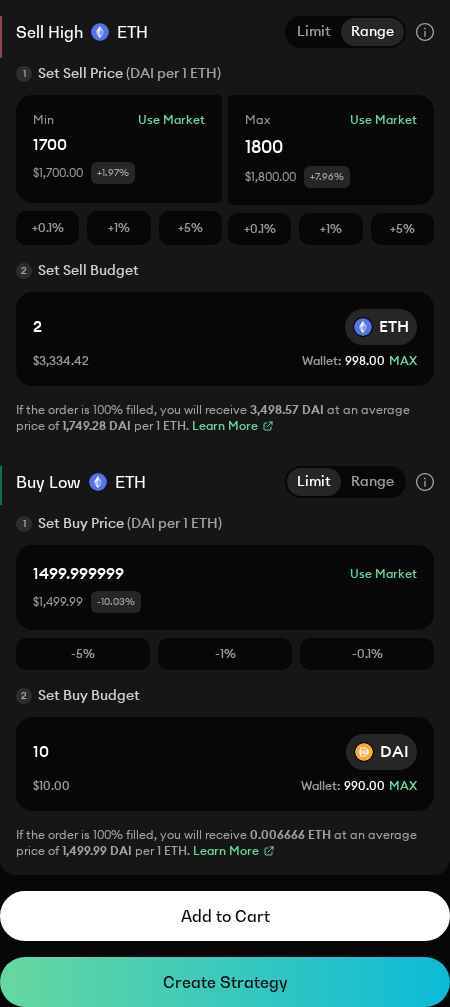 Sell High ETH Limit Range
1 Set Sell Price (DAI per 1 ETH)
Min Use Market
1700
$1,700.00 +1.97%
Max Use Market
1800
$1,800.00 +7.96%
+0.1% +1% +5% +0.1% +1% +5%
2 Set Sell Budget
2 ETH
$3,334.42 Wallet: 998.00 MAX
If the order is 100% filled, you will receive 3,498.57 DAI at an average
price of 1,749.28 DAI per 1 ETH. Learn More
Buy Low ETH Limit Range
1 Set Buy Price (DAI per 1 ETH)
1499.999999 Use Market
$1,499.99 -10.03%
-5% -1% -0.1%
2 Set Buy Budget
10 DAI
$10.00 Wallet: 990.00 MAX
If the order is 100% filled, you will receive 0.006666 ETH at an average
price of 1,499.99 DAI per 1 ETH. Learn More
Add to Cart
Create Strategy